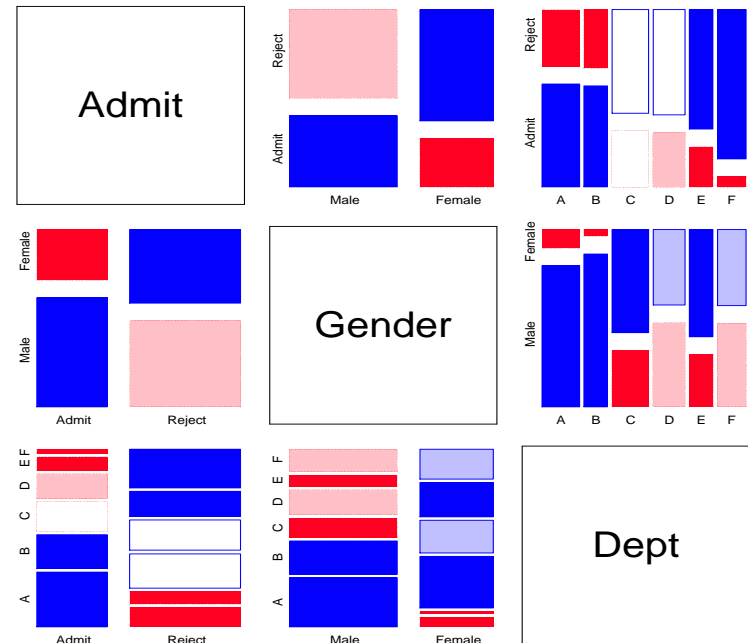 Admit
Reject
Admit
Male Female
Reject
Admit
A B C D E F
Female
Male
Admit Reject
Gender
Female
Male
A B C D E F
F
E
D
C
B
A
Admit Reject
F
E
D
C
B
A
Male Female
Dept